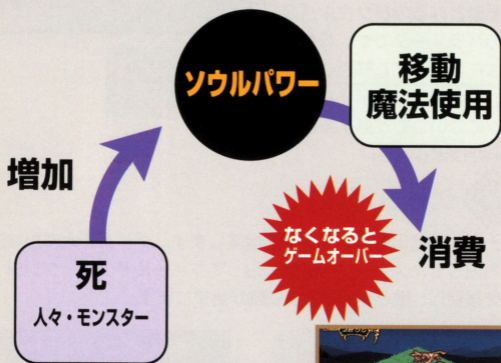 ソウルパワー
移動
魔法使用
増加
なくなると
ゲームオーバー
消費
死
人々・モンスター